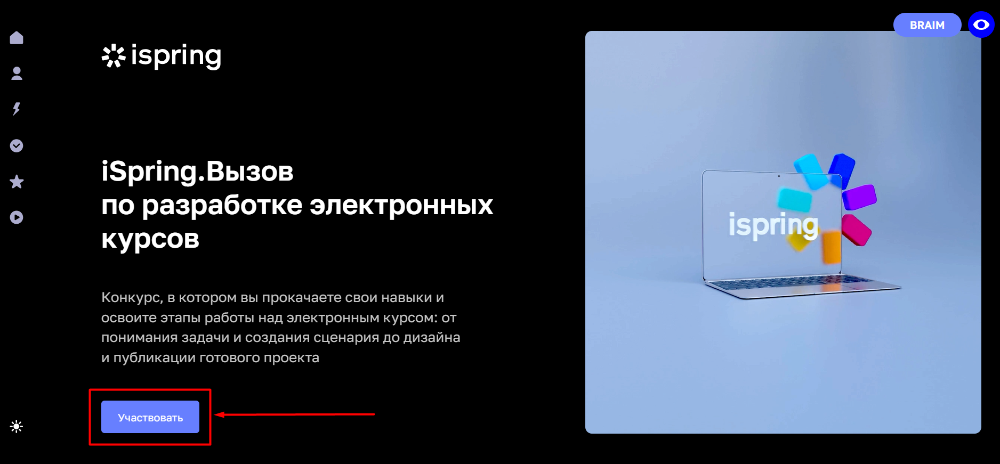 BRAIM
ispring
iSpring.Вызов
по разработке электронных
курсов
Конкурс, в котором вы прокачаете свои навыки и
освоите этапы работы над электронным курсом: от
понимания задачи и создания сценария до дизайна
и публикации готового проекта
Участвовать
ispring